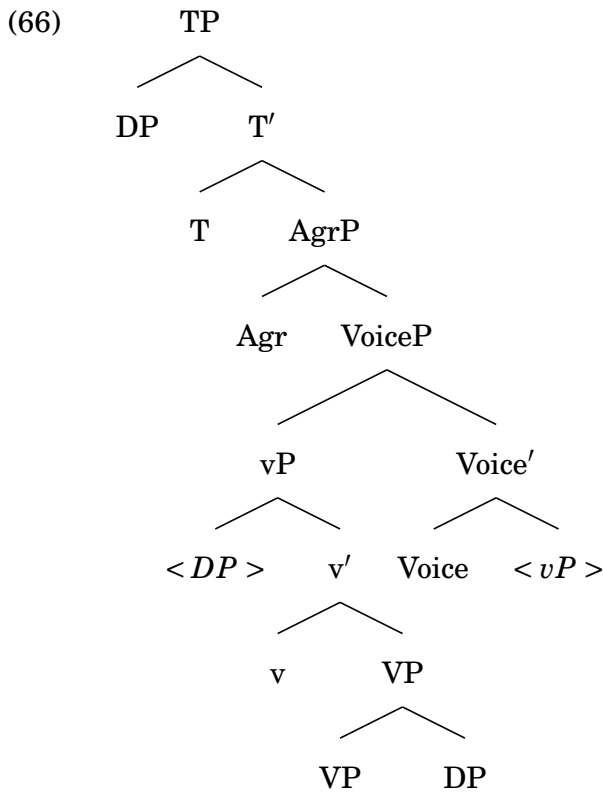 (66) TP
DP T′
T AgrP
Agr VoiceP
vP Voice′
<DP> v′ Voice <vP>
v VP
VP DP